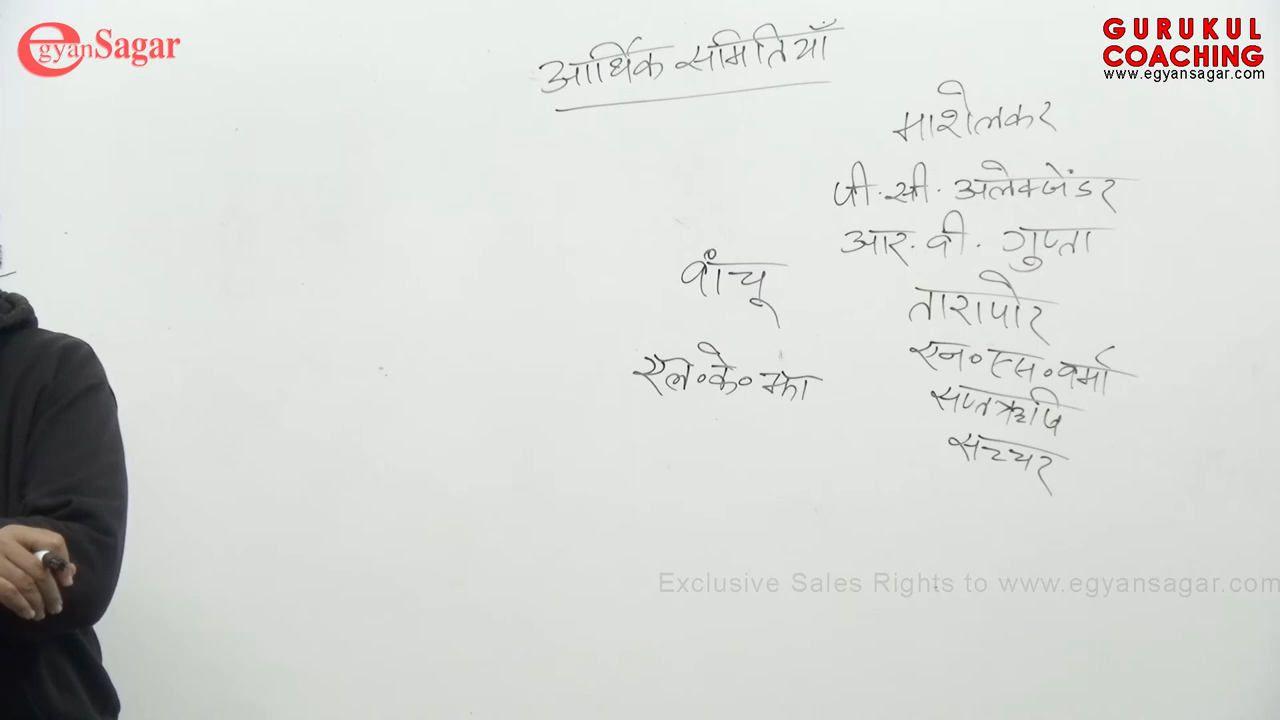 egyanSagar
GURUKUL
COACHING
www.egyansagar.com
आर्थिक समितियाँ
माशेलकर
पी.सी. अलेक्जेंडर
आर. वी. गुप्ता
वांचू
तारापोर
एल॰के॰ झा
एन॰एस॰वर्मा
सप्तऋषि
सच्चर
Exclusive Sales Rights to www.egyansagar.com